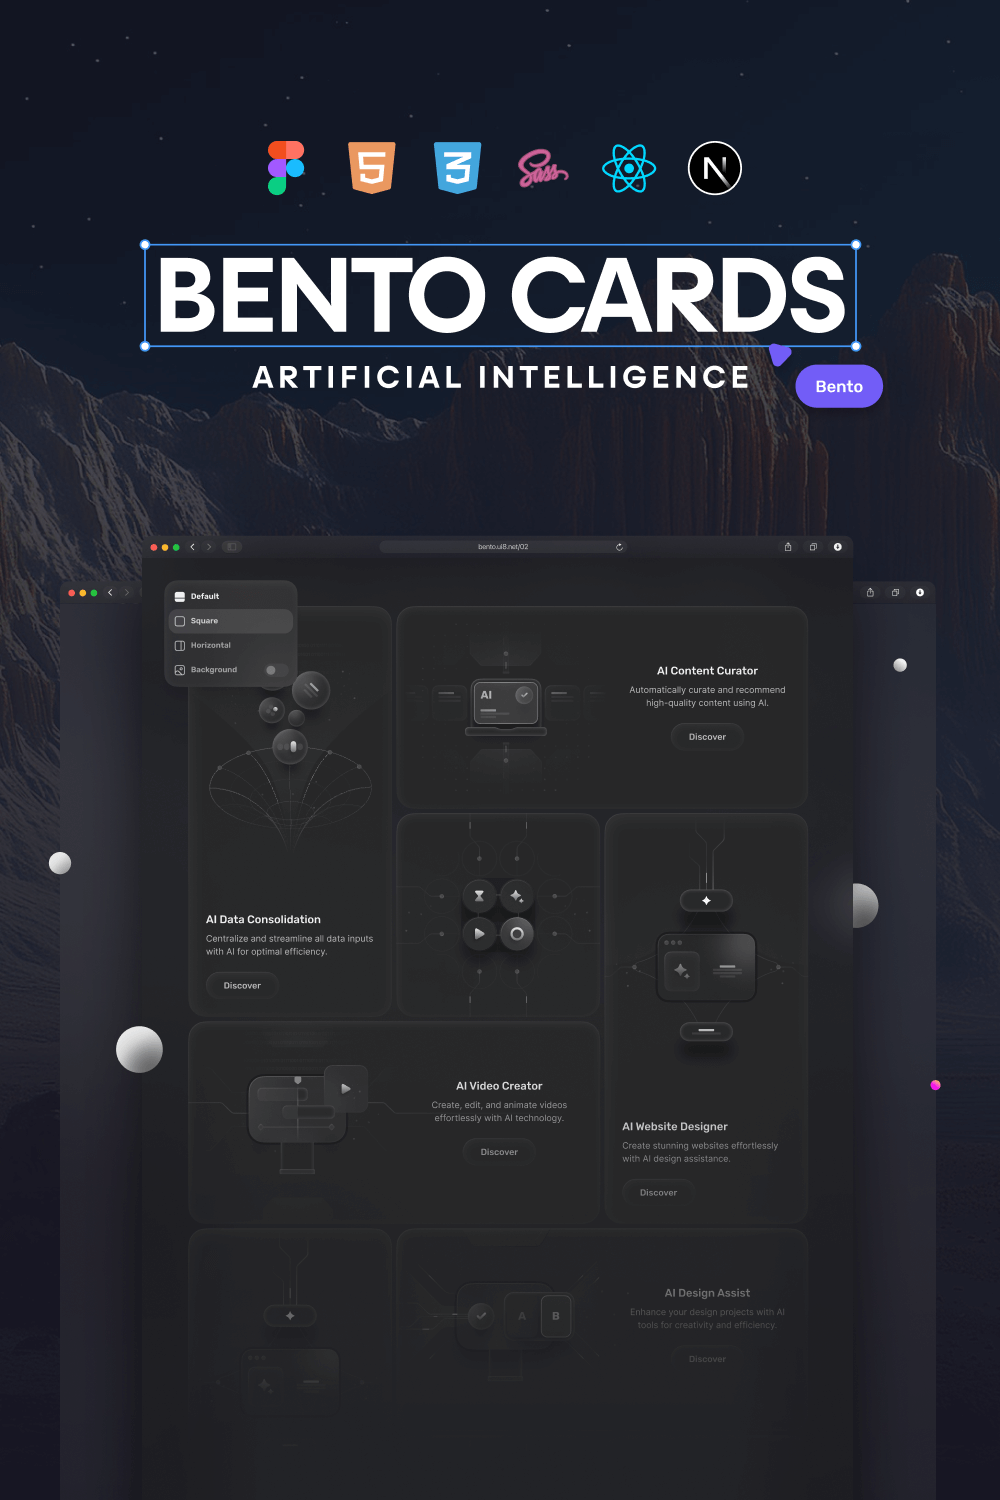 5
3
Sass
N
BENTO CARDS
ARTIFICIAL INTELLIGENCE
Bento
bento.ui8.net/02
Default
Square
Horizontal
Background
AI
AI Content Curator
Automatically curate and recommend
high-quality content using AI.
Discover
AI Data Consolidation
Centralize and streamline all data inputs
with AI for optimal efficiency.
Discover
AI Video Creator
Create, edit, and animate videos
effortlessly with AI technology.
Discover
AI Website Designer
Create stunning websites effortlessly
with AI design assistance.
Discover
A
B
AI Design Assist
Enhance your design projects with AI
tools for creativity and efficiency.
Discover